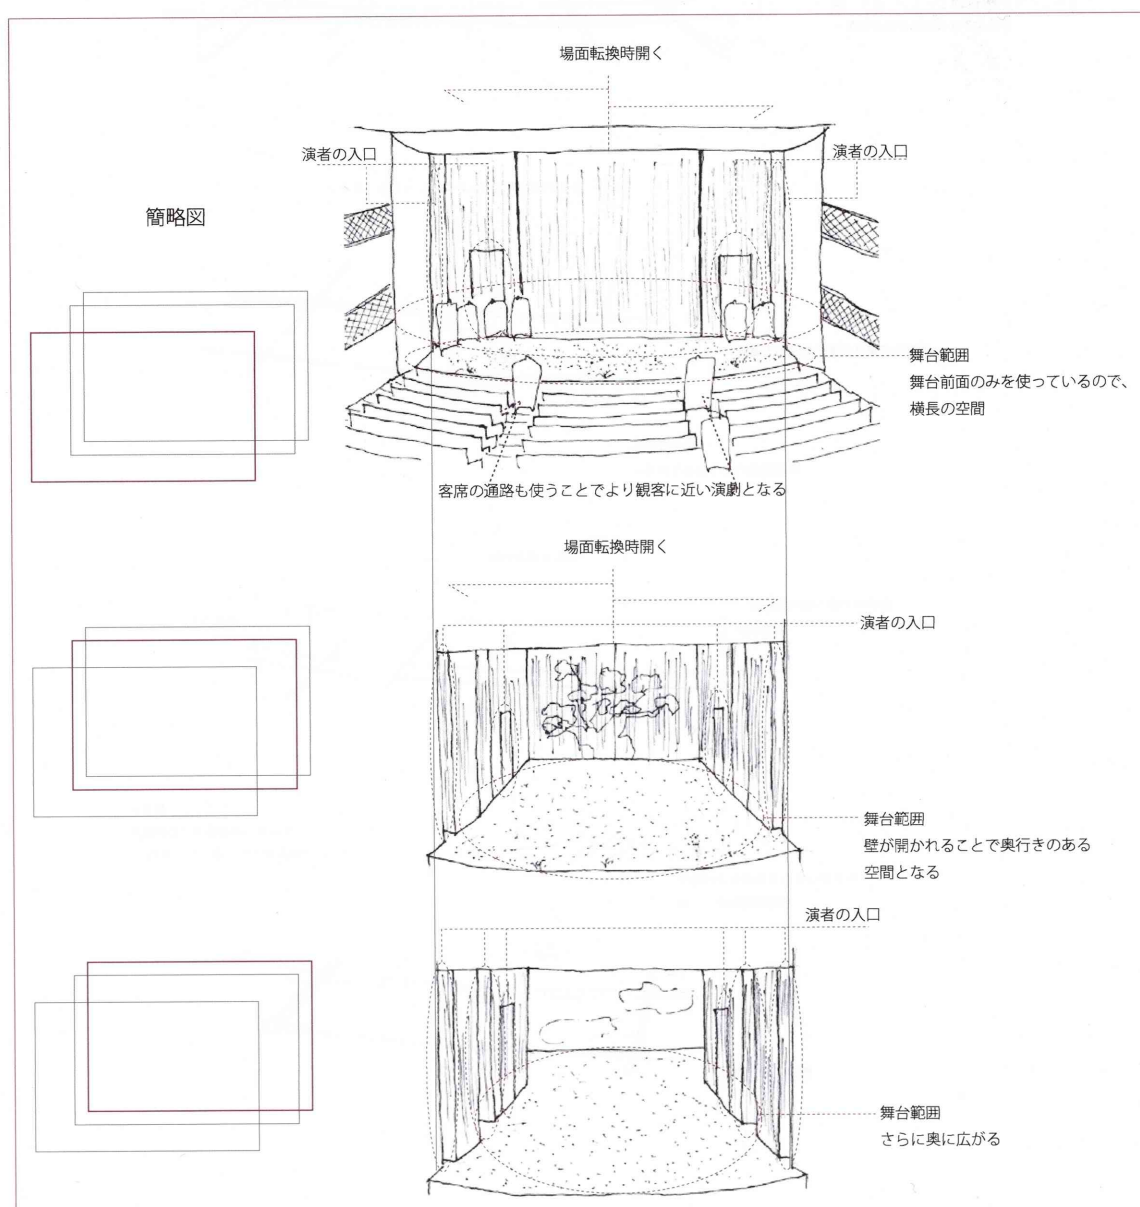 場面転換時開く
演者の入口
演者の入口
簡略図
舞台範囲
舞台前面のみを使っているので、
横長の空間
客席の通路も使うことでより観客に近い演劇となる
場面転換時開く
演者の入口
舞台範囲
壁が開かれることで奥行きのある
空間となる
演者の入口
舞台範囲
さらに奥に広がる